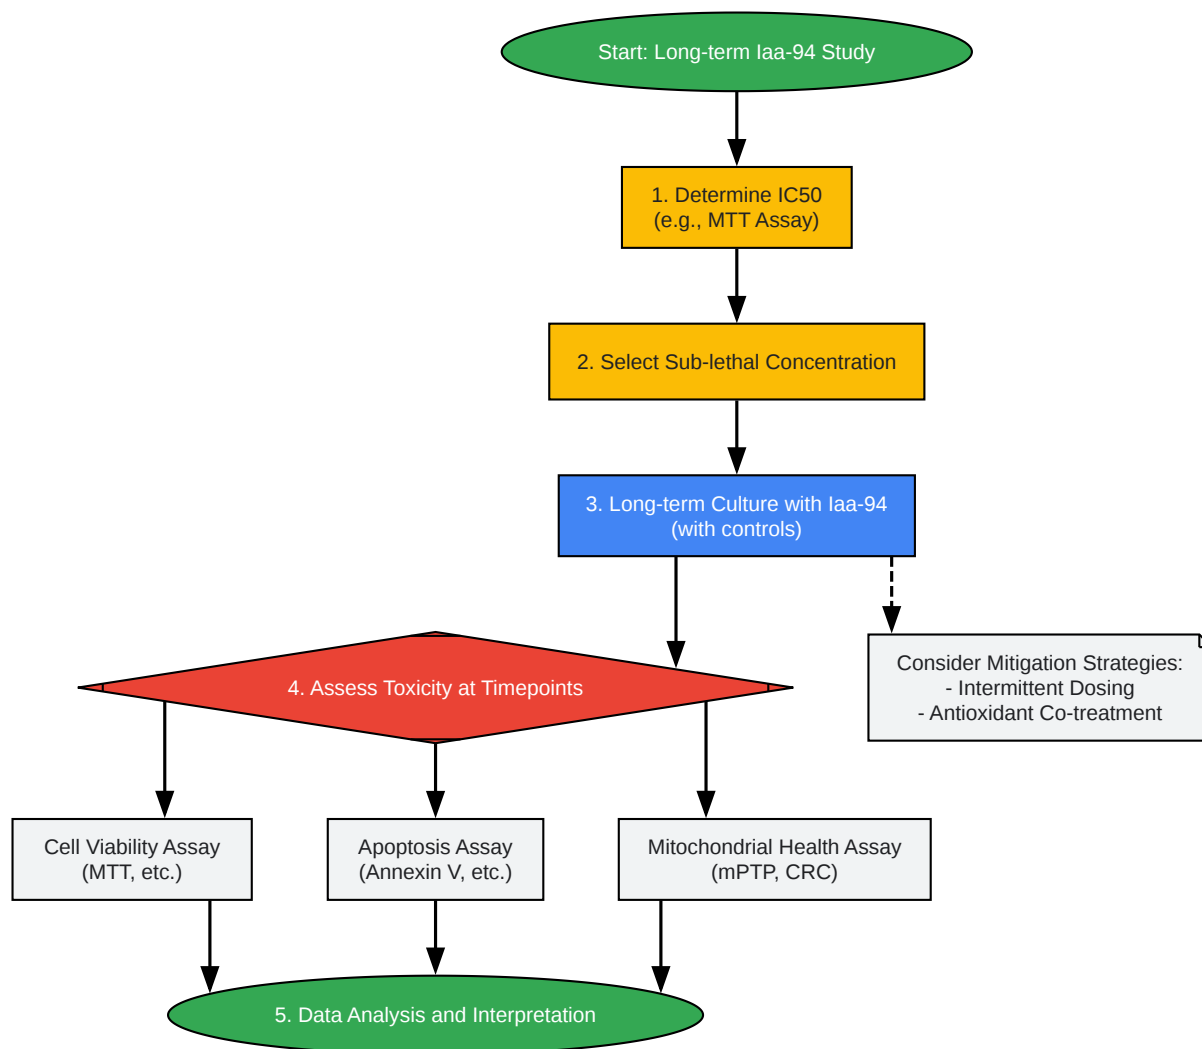 Start: Long-term Iaa-94 Study
1. Determine IC50
(e.g., MTT Assay)
2. Select Sub-lethal Concentration
3. Long-term Culture with Iaa-94
(with controls)
Consider Mitigation Strategies:
- Intermittent Dosing
- Antioxidant Co-treatment
4. Assess Toxicity at Timepoints
Cell Viability Assay
(MTT, etc.)
Apoptosis Assay
(Annexin V, etc.)
Mitochondrial Health Assay
(mPTP, CRC)
5. Data Analysis and Interpretation